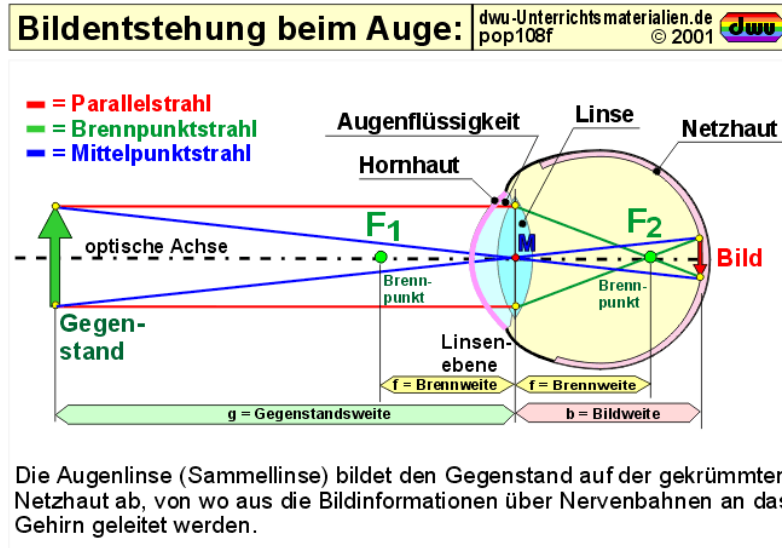 Bildentstehung beim Auge:
dwu-Unterrichtsmaterialien.de
pop108f © 2001
dwu
= Parallelstrahl
= Brennpunktstrahl
= Mittelpunktstrahl
Augenflüssigkeit
Linse
Netzhaut
Hornhaut
F1
F2
M
optische Achse
Bild
Brenn-
punkt
Brenn-
punkt
Gegen-
stand
Linsen-
ebene
f = Brennweite
f = Brennweite
g = Gegenstandsweite
b = Bildweite
Die Augenlinse (Sammellinse) bildet den Gegenstand auf der gekrümmten
Netzhaut ab, von wo aus die Bildinformationen über Nervenbahnen an das
Gehirn geleitet werden.